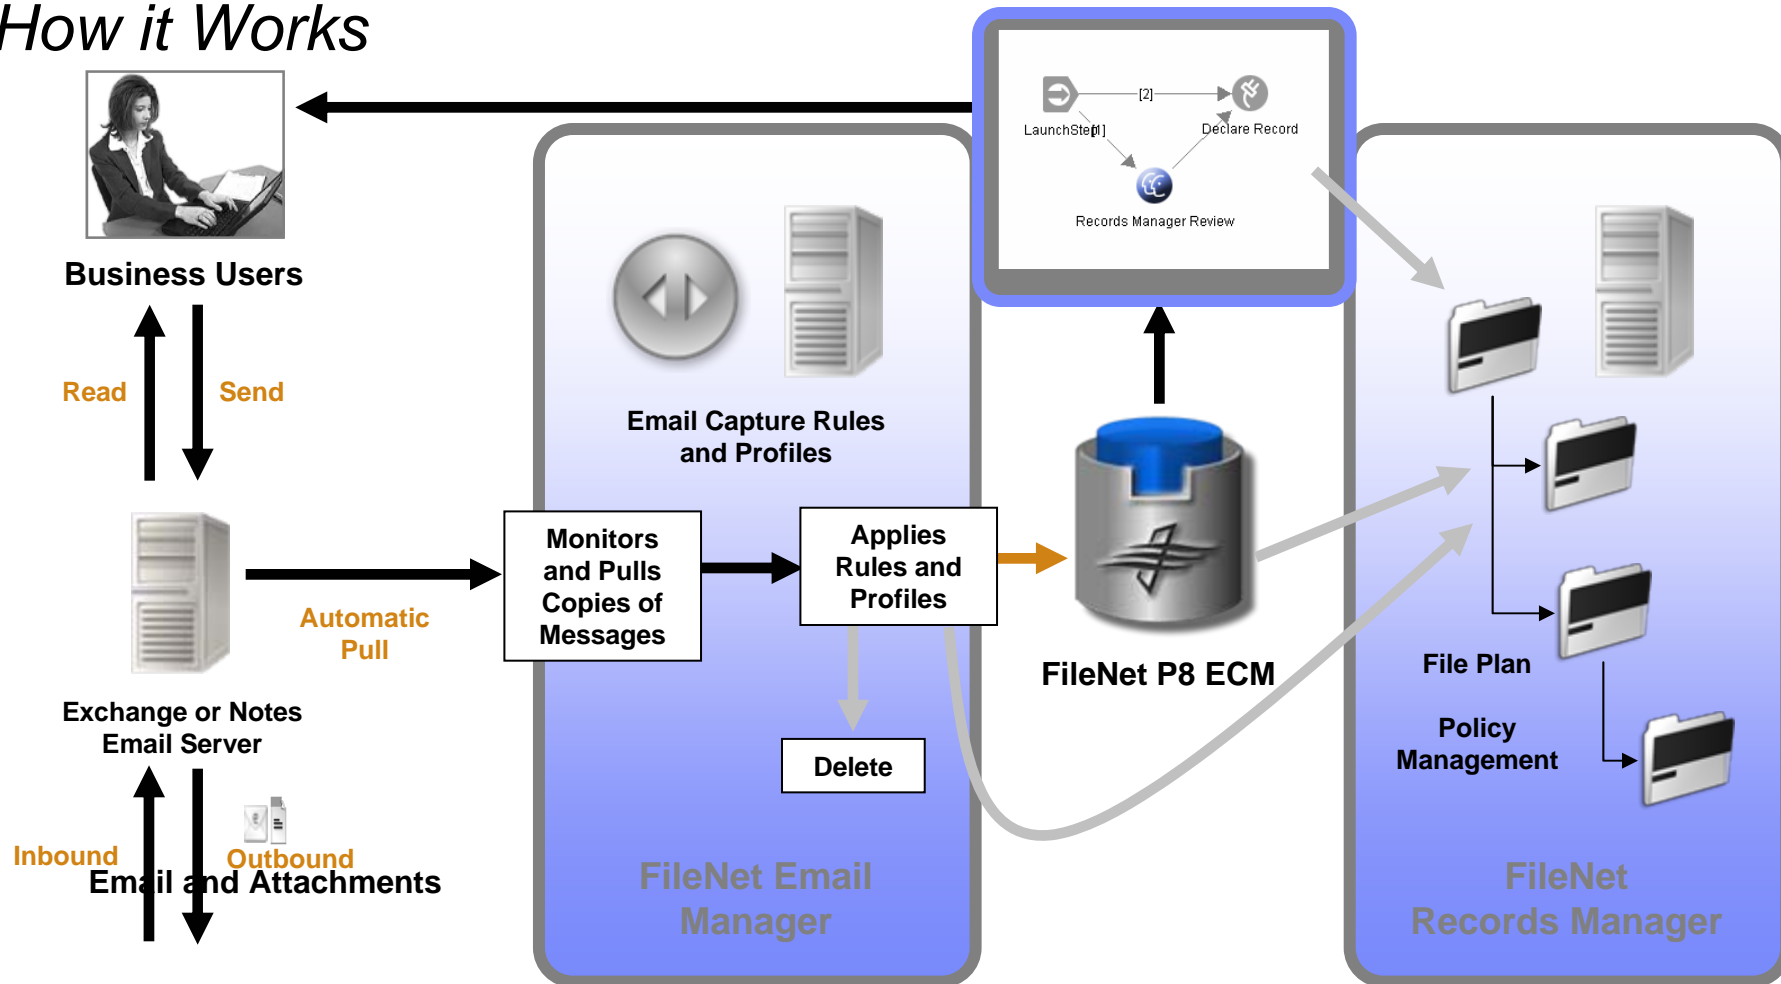 How it Works
[2]
LaunchStep
[1]
Declare Record
Records Manager Review
Business Users
Read
Send
Email Capture Rules
and Profiles
Monitors
and Pulls
Copies of
Messages
Applies
Rules and
Profiles
Automatic
Pull
FileNet P8 ECM
File Plan
Policy
Management
Exchange or Notes
Email Server
Delete
Inbound
Outbound
Email and Attachments
FileNet Email
Manager
FileNet
Records Manager